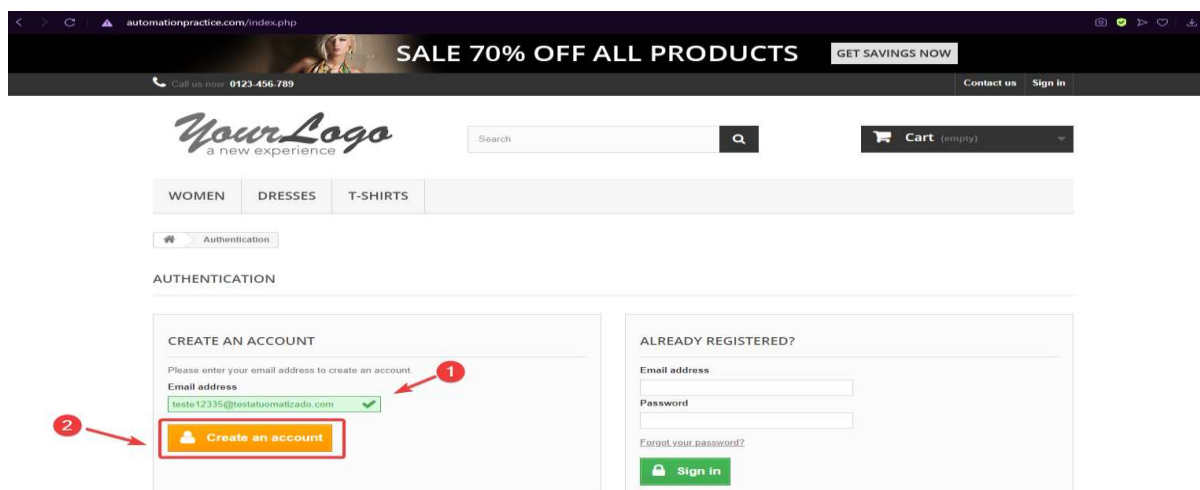 automationpractice.com/index.php
SALE 70% OFF ALL PRODUCTS GET SAVINGS NOW
Call us now: 0123-456-789 Contact us Sign in
Your Logo
a new experience
Search
Cart (empty)
WOMEN DRESSES T-SHIRTS
Authentication
AUTHENTICATION
CREATE AN ACCOUNT
Please enter your email address to create an account.
Email address
teste12335@testatuomatizado.com
Create an account
1
2
ALREADY REGISTERED?
Email address
Password
Forgot your password?
Sign in